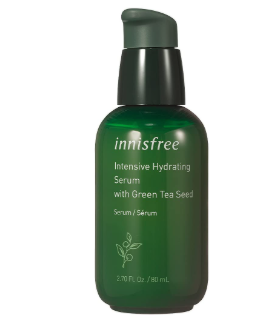 innisfree
Intensive Hydrating
Serum
with Green Tea Seed
Serum / Sérum
2.70 Fl. Oz. / 80 mL